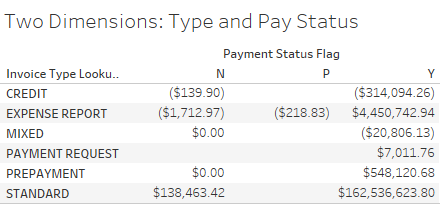 Two Dimensions: Type and Pay Status
Payment Status Flag
Invoice Type Looku.. N P Y
CREDIT ($139.90) ($314,094.26)
EXPENSE REPORT ($1,712.97) ($218.83) $4,450,742.94
MIXED $0.00 ($20,806.13)
PAYMENT REQUEST $7,011.76
PREPAYMENT $0.00 $548,120.68
STANDARD $138,463.42 $162,536,623.80